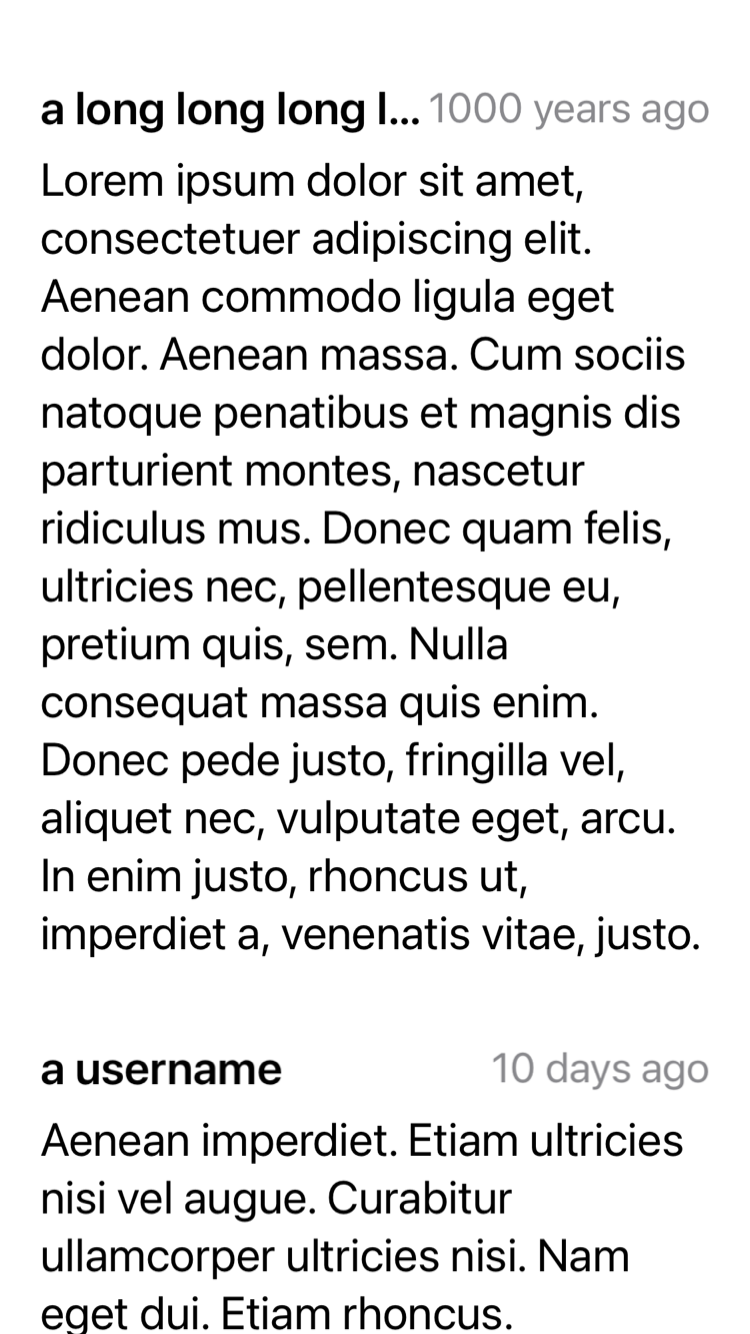 a long long long l... 1000 years ago
Lorem ipsum dolor sit amet,
consectetuer adipiscing elit.
Aenean commodo ligula eget
dolor. Aenean massa. Cum sociis
natoque penatibus et magnis dis
parturient montes, nascetur
ridiculus mus. Donec quam felis,
ultricies nec, pellentesque eu,
pretium quis, sem. Nulla
consequat massa quis enim.
Donec pede justo, fringilla vel,
aliquet nec, vulputate eget, arcu.
In enim justo, rhoncus ut,
imperdiet a, venenatis vitae, justo.
a username 10 days ago
Aenean imperdiet. Etiam ultricies
nisi vel augue. Curabitur
ullamcorper ultricies nisi. Nam
eget dui. Etiam rhoncus.